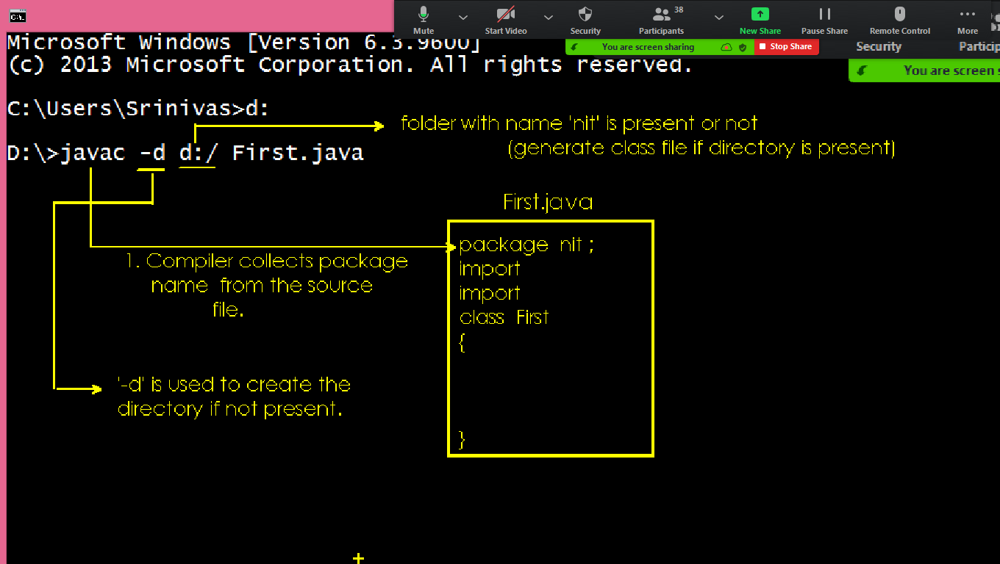 C:\.
Mute
Start Video
Security
38
Participants
New Share
Pause Share
Remote Control
More
You are screen sharing
Stop Share
Security
You are screen
Microsoft Windows [Version 6.3.9600]
(c) 2013 Microsoft Corporation. All rights reserved.
C:\Users\Srinivas>d:
folder with name 'nit' is present or not
(generate class file if directory is present)
D:\>javac -d d:/ First.java
First.java
package nit ;
import
import
class First
{
}
1. Compiler collects package
name from the source
file.
'-d' is used to create the
directory if not present.